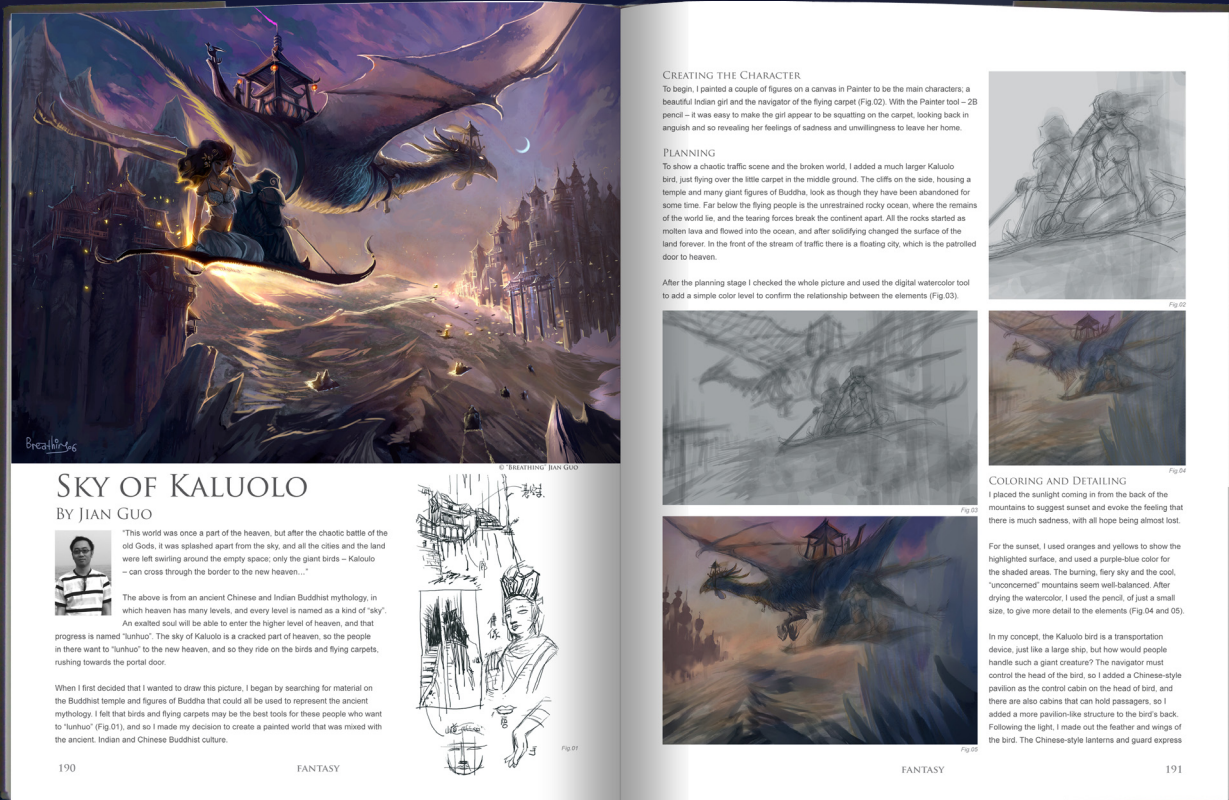 Breathing 06
© "Breathing" Jian Guo
Sky of Kaluolo
By Jian Guo
"This world was once a part of the heaven, but after the chaotic battle of the
old Gods, it was splashed apart from the sky, and all the cities and the land
were left swirling around the empty space; only the giant birds – Kaloulo
– can cross through the border to the new heaven…"
The above is from an ancient Chinese and Indian Buddhist mythology, in
which heaven has many levels, and every level is named as a kind of "sky".
An exalted soul will be able to enter the higher level of heaven, and that
progress is named "lunhuo". The sky of Kaluolo is a cracked part of heaven, so the people
in there want to "lunhuo" to the new heaven, and so they ride on the birds and flying carpets,
rushing towards the portal door.
When I first decided that I wanted to draw this picture, I began by searching for material on
the Buddhist temple and figures of Buddha that could all be used to represent the ancient
mythology. I felt that birds and flying carpets may be the best tools for these people who want
to "lunhuo" (Fig.01), and so I made my decision to create a painted world that was mixed with
the ancient. Indian and Chinese Buddhist culture.
Fig.01
190
FANTASY
Creating the Character
To begin, I painted a couple of figures on a canvas in Painter to be the main characters; a
beautiful Indian girl and the navigator of the flying carpet (Fig.02). With the Painter tool – 2B
pencil – it was easy to make the girl appear to be squatting on the carpet, looking back in
anguish and so revealing her feelings of sadness and unwillingness to leave her home.
Planning
To show a chaotic traffic scene and the broken world, I added a much larger Kaluolo
bird, just flying over the little carpet in the middle ground. The cliffs on the side, housing a
temple and many giant figures of Buddha, look as though they have been abandoned for
some time. Far below the flying people is the unrestrained rocky ocean, where the remains
of the world lie, and the tearing forces break the continent apart. All the rocks started as
molten lava and flowed into the ocean, and after solidifying changed the surface of the
land forever. In the front of the stream of traffic there is a floating city, which is the patrolled
door to heaven.
After the planning stage I checked the whole picture and used the digital watercolor tool
to add a simple color level to confirm the relationship between the elements (Fig.03).
Fig.02
Fig.03
Fig.04
Fig.05
Coloring and Detailing
I placed the sunlight coming in from the back of the
mountains to suggest sunset and evoke the feeling that
there is much sadness, with all hope being almost lost.
For the sunset, I used oranges and yellows to show the
highlighted surface, and used a purple-blue color for
the shaded areas. The burning, fiery sky and the cool,
"unconcerned" mountains seem well-balanced. After
drying the watercolor, I used the pencil, of just a small
size, to give more detail to the elements (Fig.04 and 05).
In my concept, the Kaluolo bird is a transportation
device, just like a large ship, but how would people
handle such a giant creature? The navigator must
control the head of the bird, so I added a Chinese-style
pavilion as the control cabin on the head of bird, and
there are also cabins that can hold passagers, so I
added a more pavilion-like structure to the bird's back.
Following the light, I made out the feather and wings of
the bird. The Chinese-style lanterns and guard express
FANTASY
191